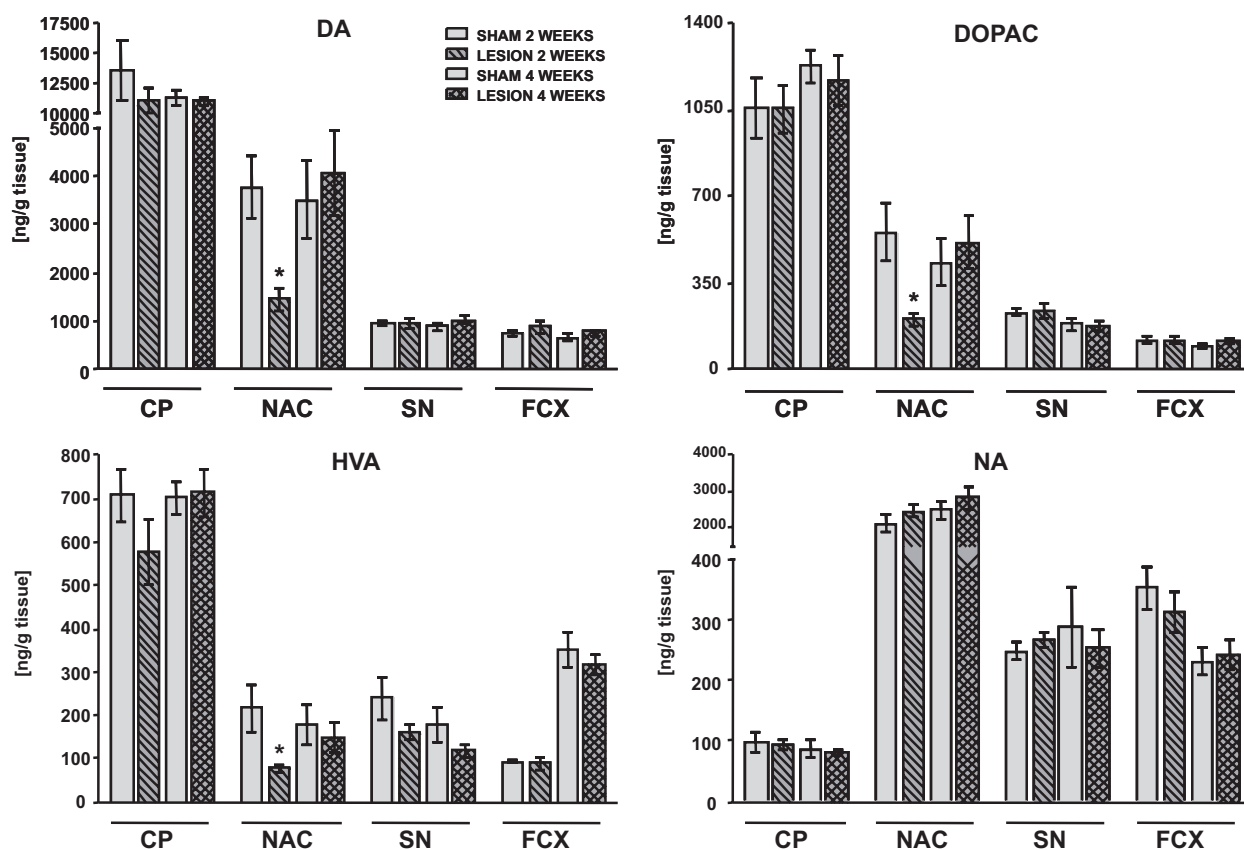 DA
17500
15000
12500
10000
5000
4000
3000
2000
1000
0
[ng/g tissue]
SHAM 2 WEEKS
LESION 2 WEEKS
SHAM 4 WEEKS
LESION 4 WEEKS
*
CP NAC SN FCX
DOPAC
1400
1050
700
350
0
[ng/g tissue]
*
CP NAC SN FCX
HVA
800
700
600
500
400
300
200
100
0
[ng/g tissue]
*
CP NAC SN FCX
NA
4000
3000
2000
400
300
200
100
0
[ng/g tissue]
CP NAC SN FCX